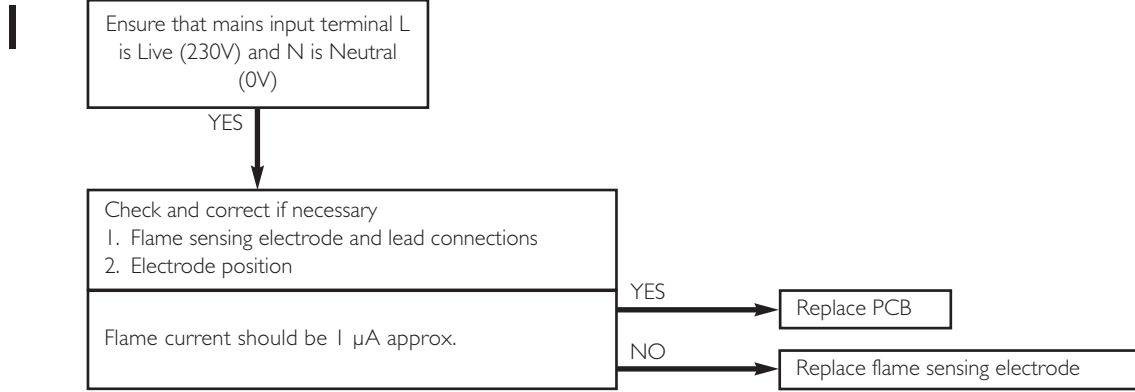 I
Ensure that mains input terminal L
is Live (230V) and N is Neutral
(0V)
YES
Check and correct if necessary
1. Flame sensing electrode and lead connections
2. Electrode position
Flame current should be 1 µA approx.
YES
Replace PCB
NO
Replace flame sensing electrode